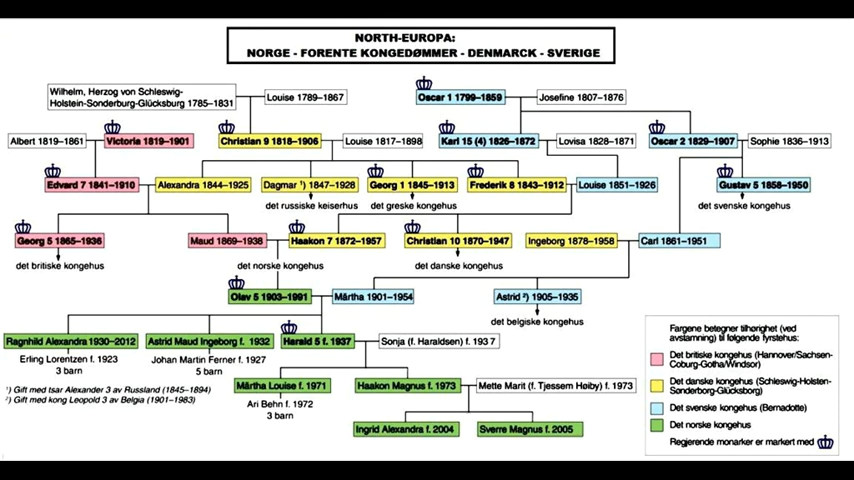 NORTH-EUROPA:
NORGE - FORENTE KONGEDØMMER - DENMARCK - SVERIGE
Wilhelm, Herzog von Schleswig-
Holstein-Sonderburg-Glücksburg 1785–1831
Louise 1789–1867
Oscar 1 1799–1859
Josefine 1807–1876
Albert 1819–1861
Victoria 1819–1901
Christian 9 1818–1906
Louise 1817–1898
Karl 15 (4) 1826–1872
Lovisa 1828–1871
Oscar 2 1829–1907
Sophie 1836–1913
Edvard 7 1841–1910
Alexandra 1844–1925
Dagmar ¹) 1847–1928
Georg 1 1845–1913
Frederik 8 1843–1912
Louise 1851–1926
Gustav 5 1858–1950
det russiske keiserhus
det greske kongehus
det svenske kongehus
Georg 5 1865–1936
Maud 1869–1938
Haakon 7 1872–1957
Christian 10 1870–1947
Ingeborg 1878–1958
Carl 1861–1951
det britiske kongehus
det norske kongehus
det danske kongehus
Olav 5 1903–1991
Märtha 1901–1954
Astrid ²) 1905–1935
det belgiske kongehus
Ragnhild Alexandra 1930–2012
Astrid Maud Ingeborg f. 1932
Harald 5 f. 1937
Sonja (f. Haraldsen) f. 193 7
Erling Lorentzen f. 1923
3 barn
Johan Martin Ferner f. 1927
5 barn
Märtha Louise f. 1971
Haakon Magnus f. 1973
Mette Marit (f. Tjessem Høiby) f. 1973
Ari Behn f. 1972
3 barn
Ingrid Alexandra f. 2004
Sverre Magnus f. 2005
¹) Gift med tsar Alexander 3 av Russland (1845–1894)
²) Gift med kong Leopold 3 av Belgia (1901–1983)
Fargene betegner tilhørighet (ved
avstamning) til følgende fyrstehus:
Det britiske kongehus (Hannover/Sachsen-
Coburg-Gotha/Windsor)
Det danske kongehus (Schleswig-Holsten-
Sønderborg-Glücksborg)
Det svenske kongehus (Bernadotte)
Det norske kongehus
Regjerende monarker er markert med